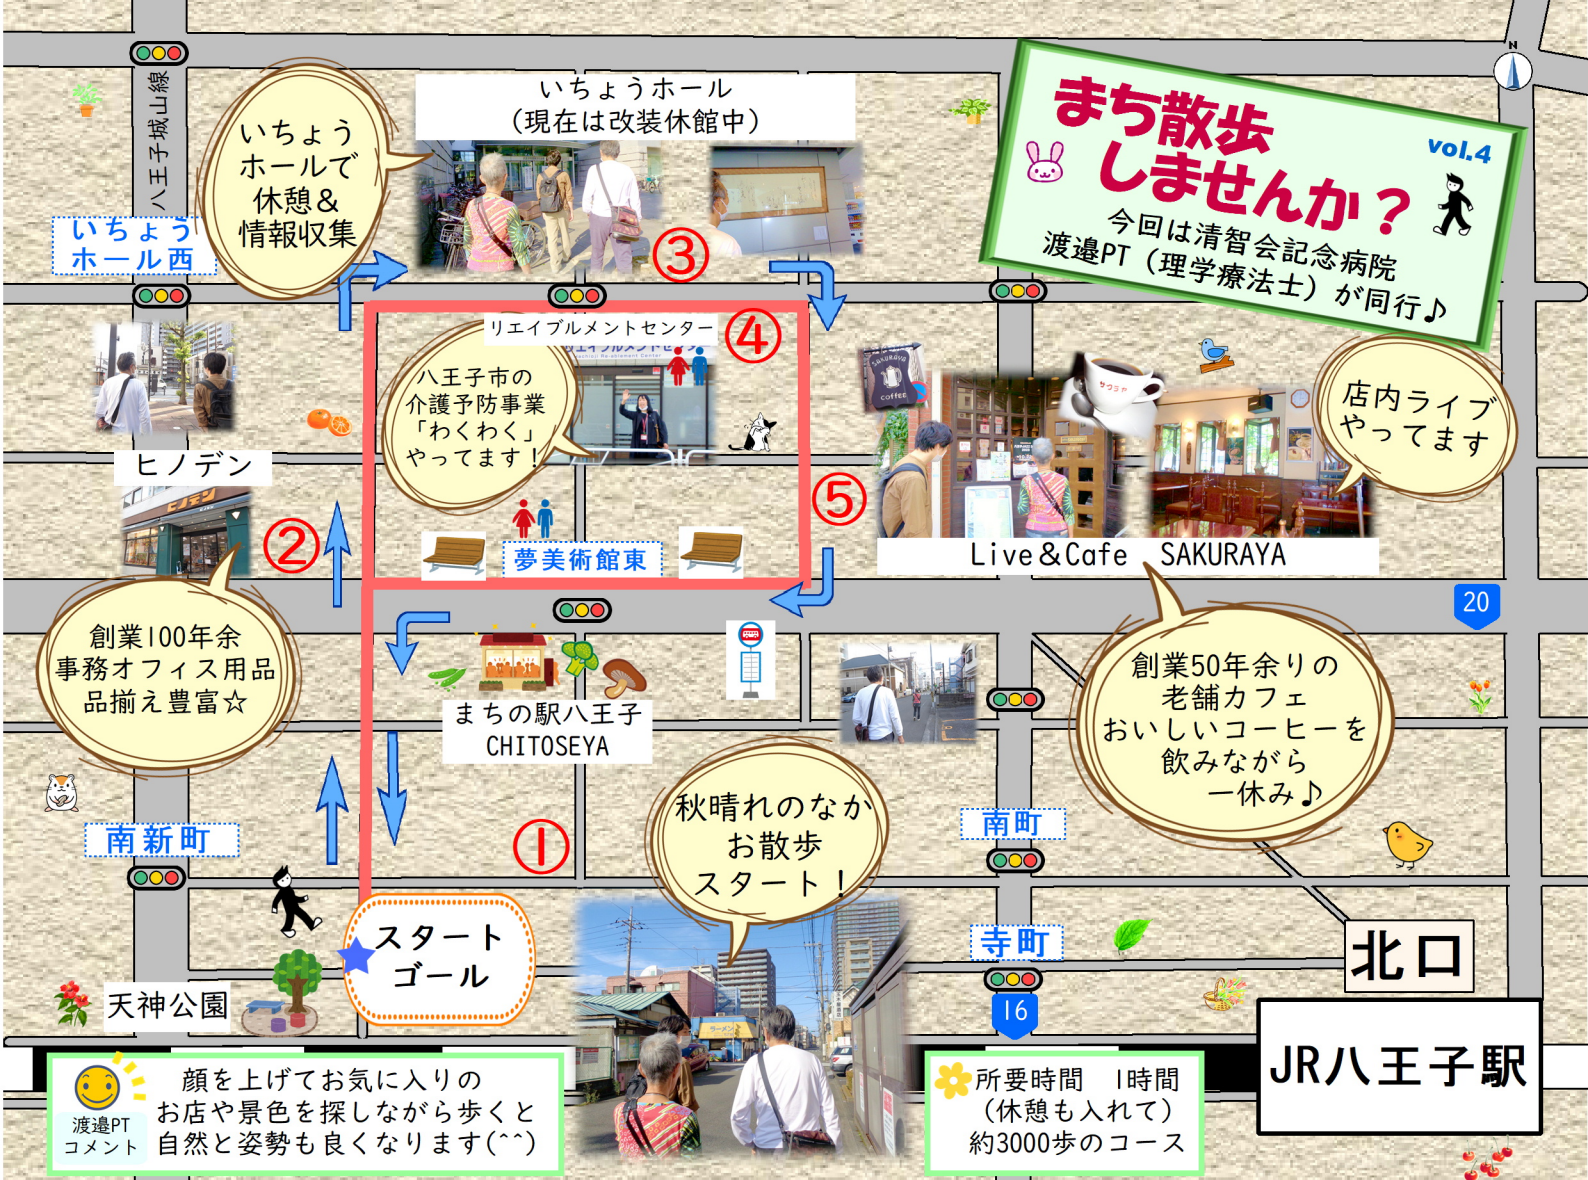 まち散歩
しませんか？
vol.4
今回は清智会記念病院
渡邉PT（理学療法士）が同行♪
N
八王子城山線
いちょう
ホールで
休憩＆
情報収集
いちょうホール
（現在は改装休館中）
③
いちょう
ホール西
リエイブルメントセンター
④
八王子市の
介護予防事業
「わくわく」
やってます！
SAKURAYA
coffee
サクラヤ
店内ライブ
やってます
⑤
Live＆Cafe　SAKURAYA
ヒノデン
ヒノデン
②
夢美術館東
20
創業100年余
事務オフィス用品
品揃え豊富☆
まちの駅八王子
CHITOSEYA
創業50年余りの
老舗カフェ
おいしいコーヒーを
飲みながら
一休み♪
秋晴れのなか
お散歩
スタート！
①
南新町
南町
寺町
16
スタート
ゴール
天神公園
ラーメン
北口
JR八王子駅
渡邉PT
コメント
顔を上げてお気に入りの
お店や景色を探しながら歩くと
自然と姿勢も良くなります(^^)
所要時間　1時間
（休憩も入れて）
約3000歩のコース